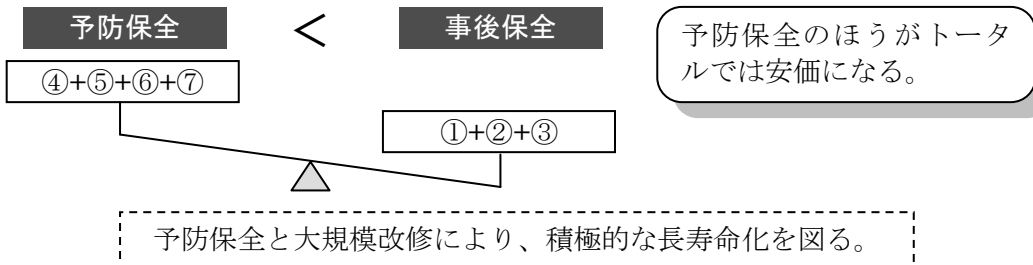 予防保全 < 事後保全
④+⑤+⑥+⑦
①+②+③
予防保全のほうがトータ
ルでは安価になる。
予防保全と大規模改修により、積極的な長寿命化を図る。